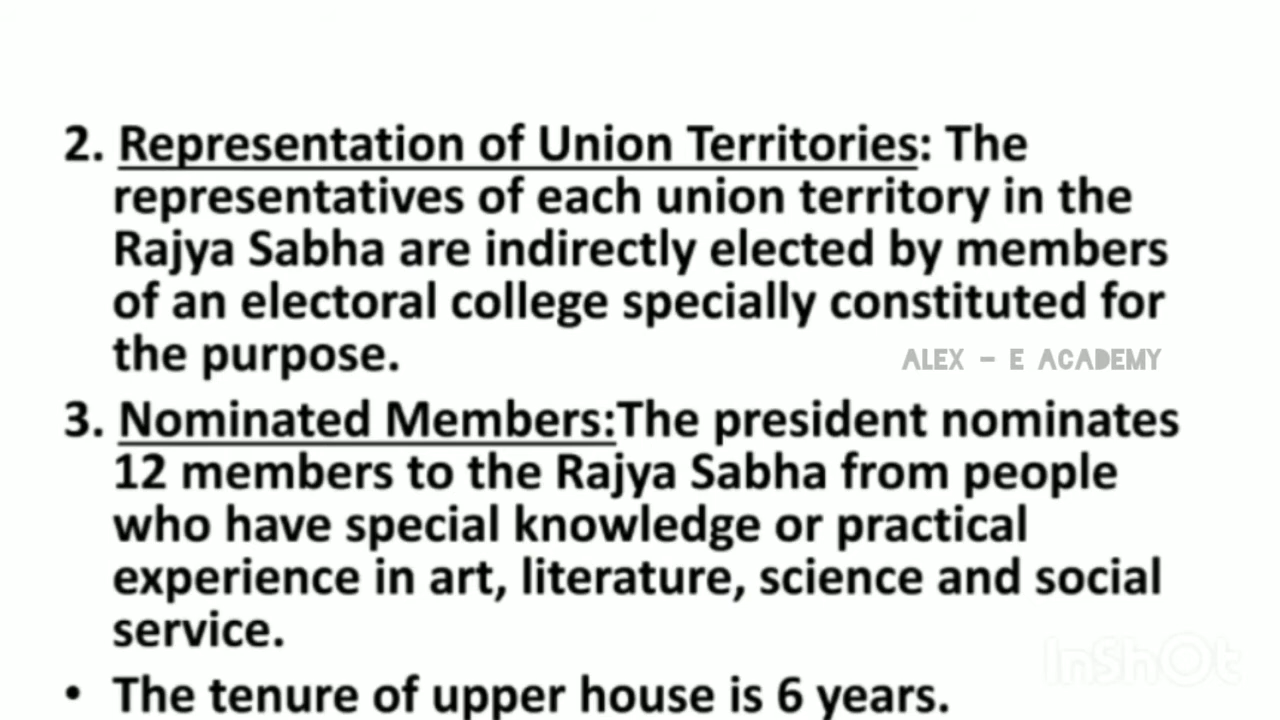 2. Representation of Union Territories: The
representatives of each union territory in the
Rajya Sabha are indirectly elected by members
of an electoral college specially constituted for
the purpose.
ALEX - E ACADEMY
3. Nominated Members:The president nominates
12 members to the Rajya Sabha from people
who have special knowledge or practical
experience in art, literature, science and social
service.
InShOt
• The tenure of upper house is 6 years.